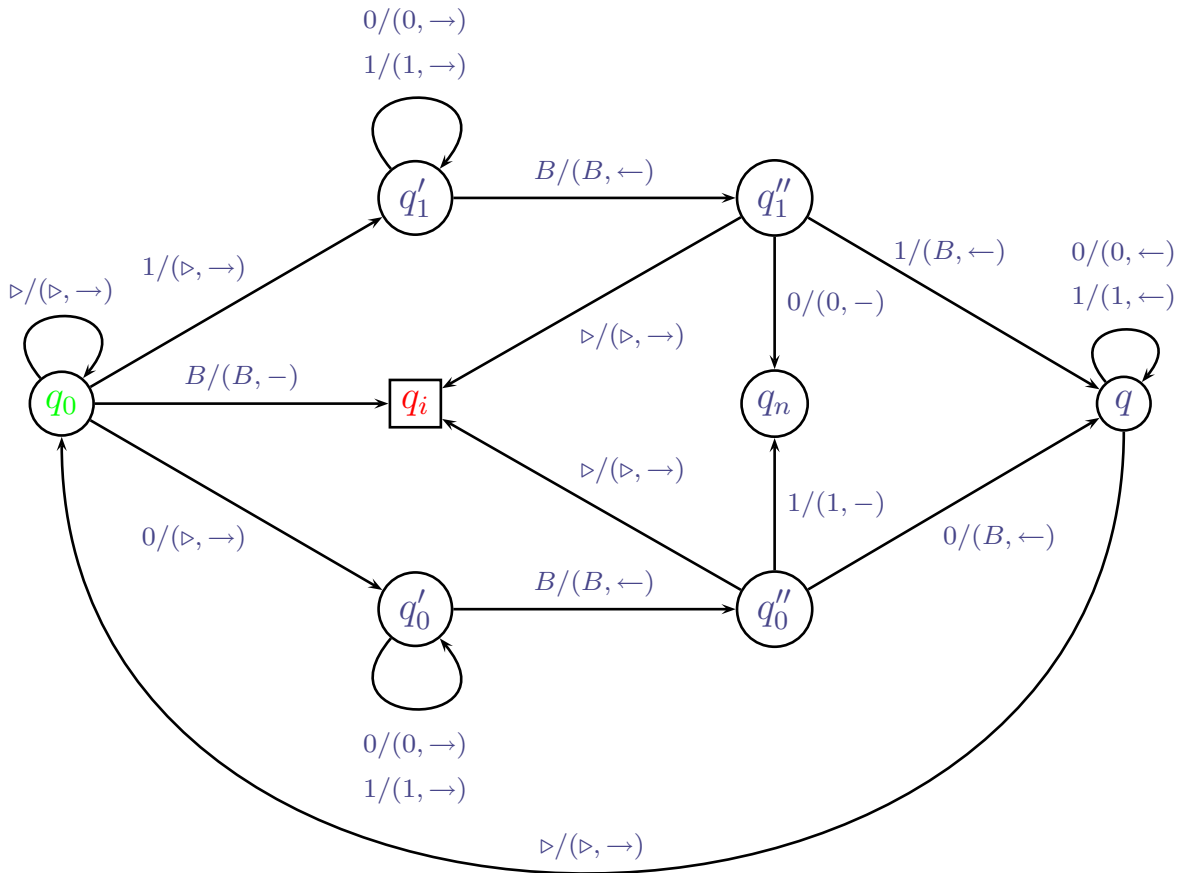 0/(0, →)
1/(1, →)
q′₁
B/(B, ←)
q″₁
1/(▹, →)
▹/(▹, →)
1/(B, ←)
0/(0, ←)
1/(1, ←)
0/(0, −)
▹/(▹, →)
B/(B, −)
q₀
qᵢ
qₙ
q
▹/(▹, →)
1/(1, −)
0/(▹, →)
0/(B, ←)
B/(B, ←)
q′₀
q″₀
0/(0, →)
1/(1, →)
▹/(▹, →)